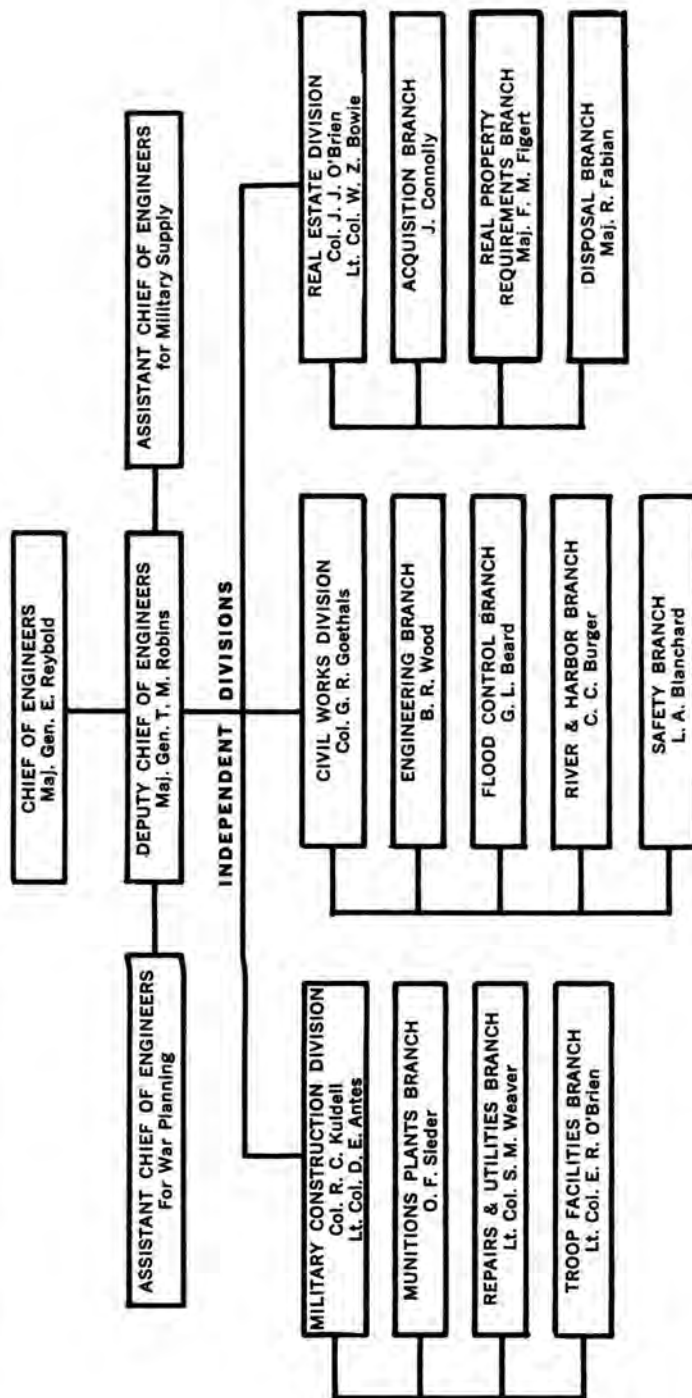 CHIEF OF ENGINEERS
Maj. Gen. E. Reybold
ASSISTANT CHIEF OF ENGINEERS
For War Planning
DEPUTY CHIEF OF ENGINEERS
Maj. Gen. T. M. Robins
ASSISTANT CHIEF OF ENGINEERS
for Military Supply
INDEPENDENT DIVISIONS
MILITARY CONSTRUCTION DIVISION
Col. R. C. Kuldell
Lt. Col. D. E. Antes
MUNITIONS PLANTS BRANCH
O. F. Sieder
REPAIRS & UTILITIES BRANCH
Lt. Col. S. M. Weaver
TROOP FACILITIES BRANCH
Lt. Col. E. R. O'Brien
CIVIL WORKS DIVISION
Col. G. R. Goethals
ENGINEERING BRANCH
B. R. Wood
FLOOD CONTROL BRANCH
G. L. Beard
RIVER & HARBOR BRANCH
C. C. Burger
SAFETY BRANCH
L. A. Blanchard
REAL ESTATE DIVISION
Col. J. J. O'Brien
Lt. Col. W. Z. Bowie
ACQUISITION BRANCH
J. Connolly
REAL PROPERTY
REQUIREMENTS BRANCH
Maj. F. M. Figert
DISPOSAL BRANCH
Maj. R. Fabian